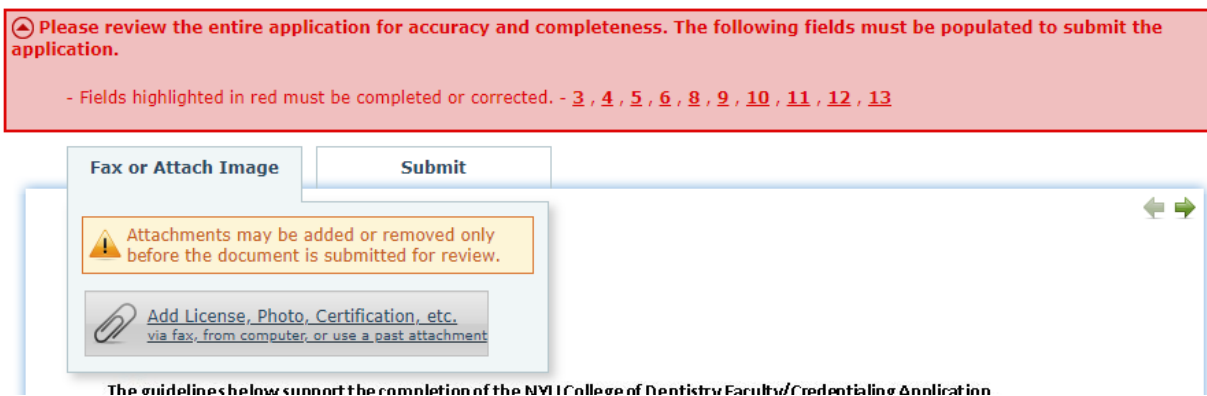 Please review the entire application for accuracy and completeness. The following fields must be populated to submit the
application.
- Fields highlighted in red must be completed or corrected. - 3 , 4 , 5 , 6 , 8 , 9 , 10 , 11 , 12 , 13
Fax or Attach Image
Submit
Attachments may be added or removed only
before the document is submitted for review.
Add License, Photo, Certification, etc.
via fax, from computer, or use a past attachment
The guidelines below support the completion of the NYU College of Dentistry Faculty/Credentialing Application.